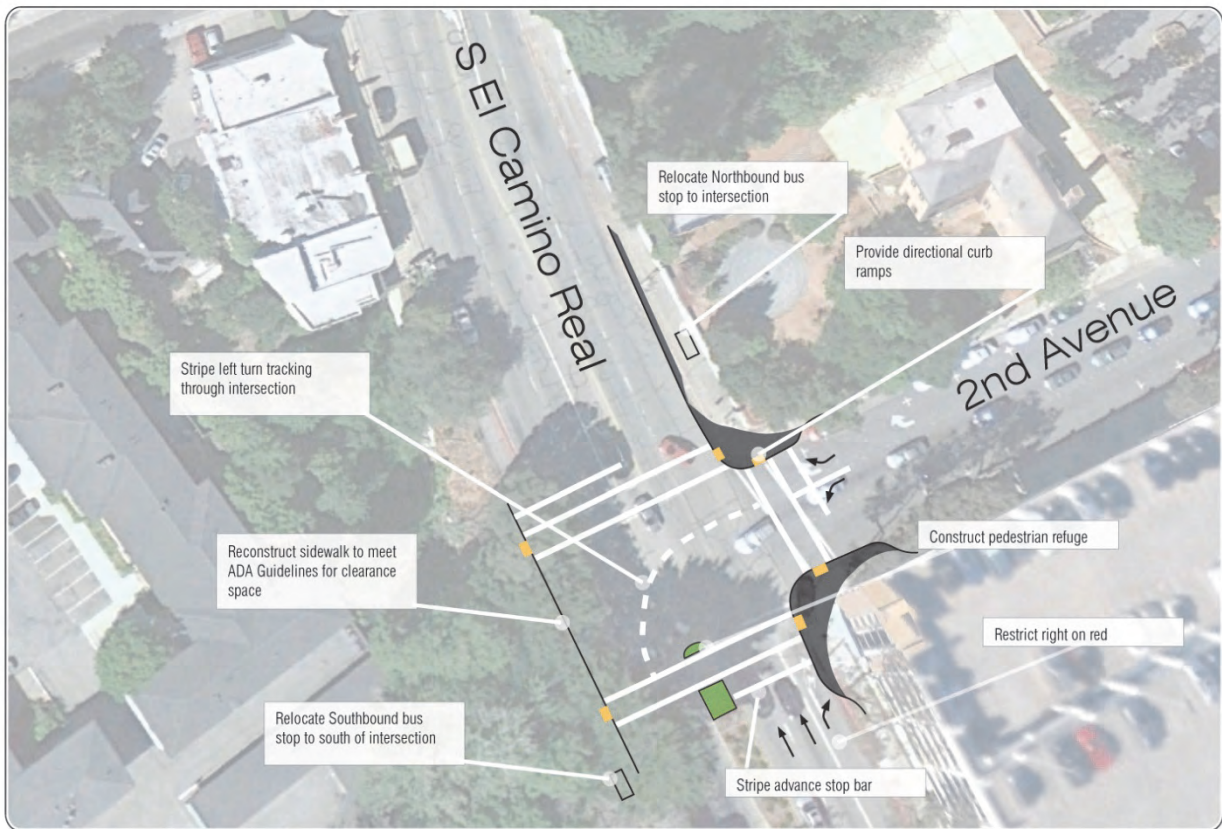 S El Camino Real
Relocate Northbound bus
stop to intersection
Provide directional curb
ramps
2nd Avenue
Stripe left turn tracking
through intersection
Reconstruct sidewalk to meet
ADA Guidelines for clearance
space
Construct pedestrian refuge
Restrict right on red
Relocate Southbound bus
stop to south of intersection
Stripe advance stop bar